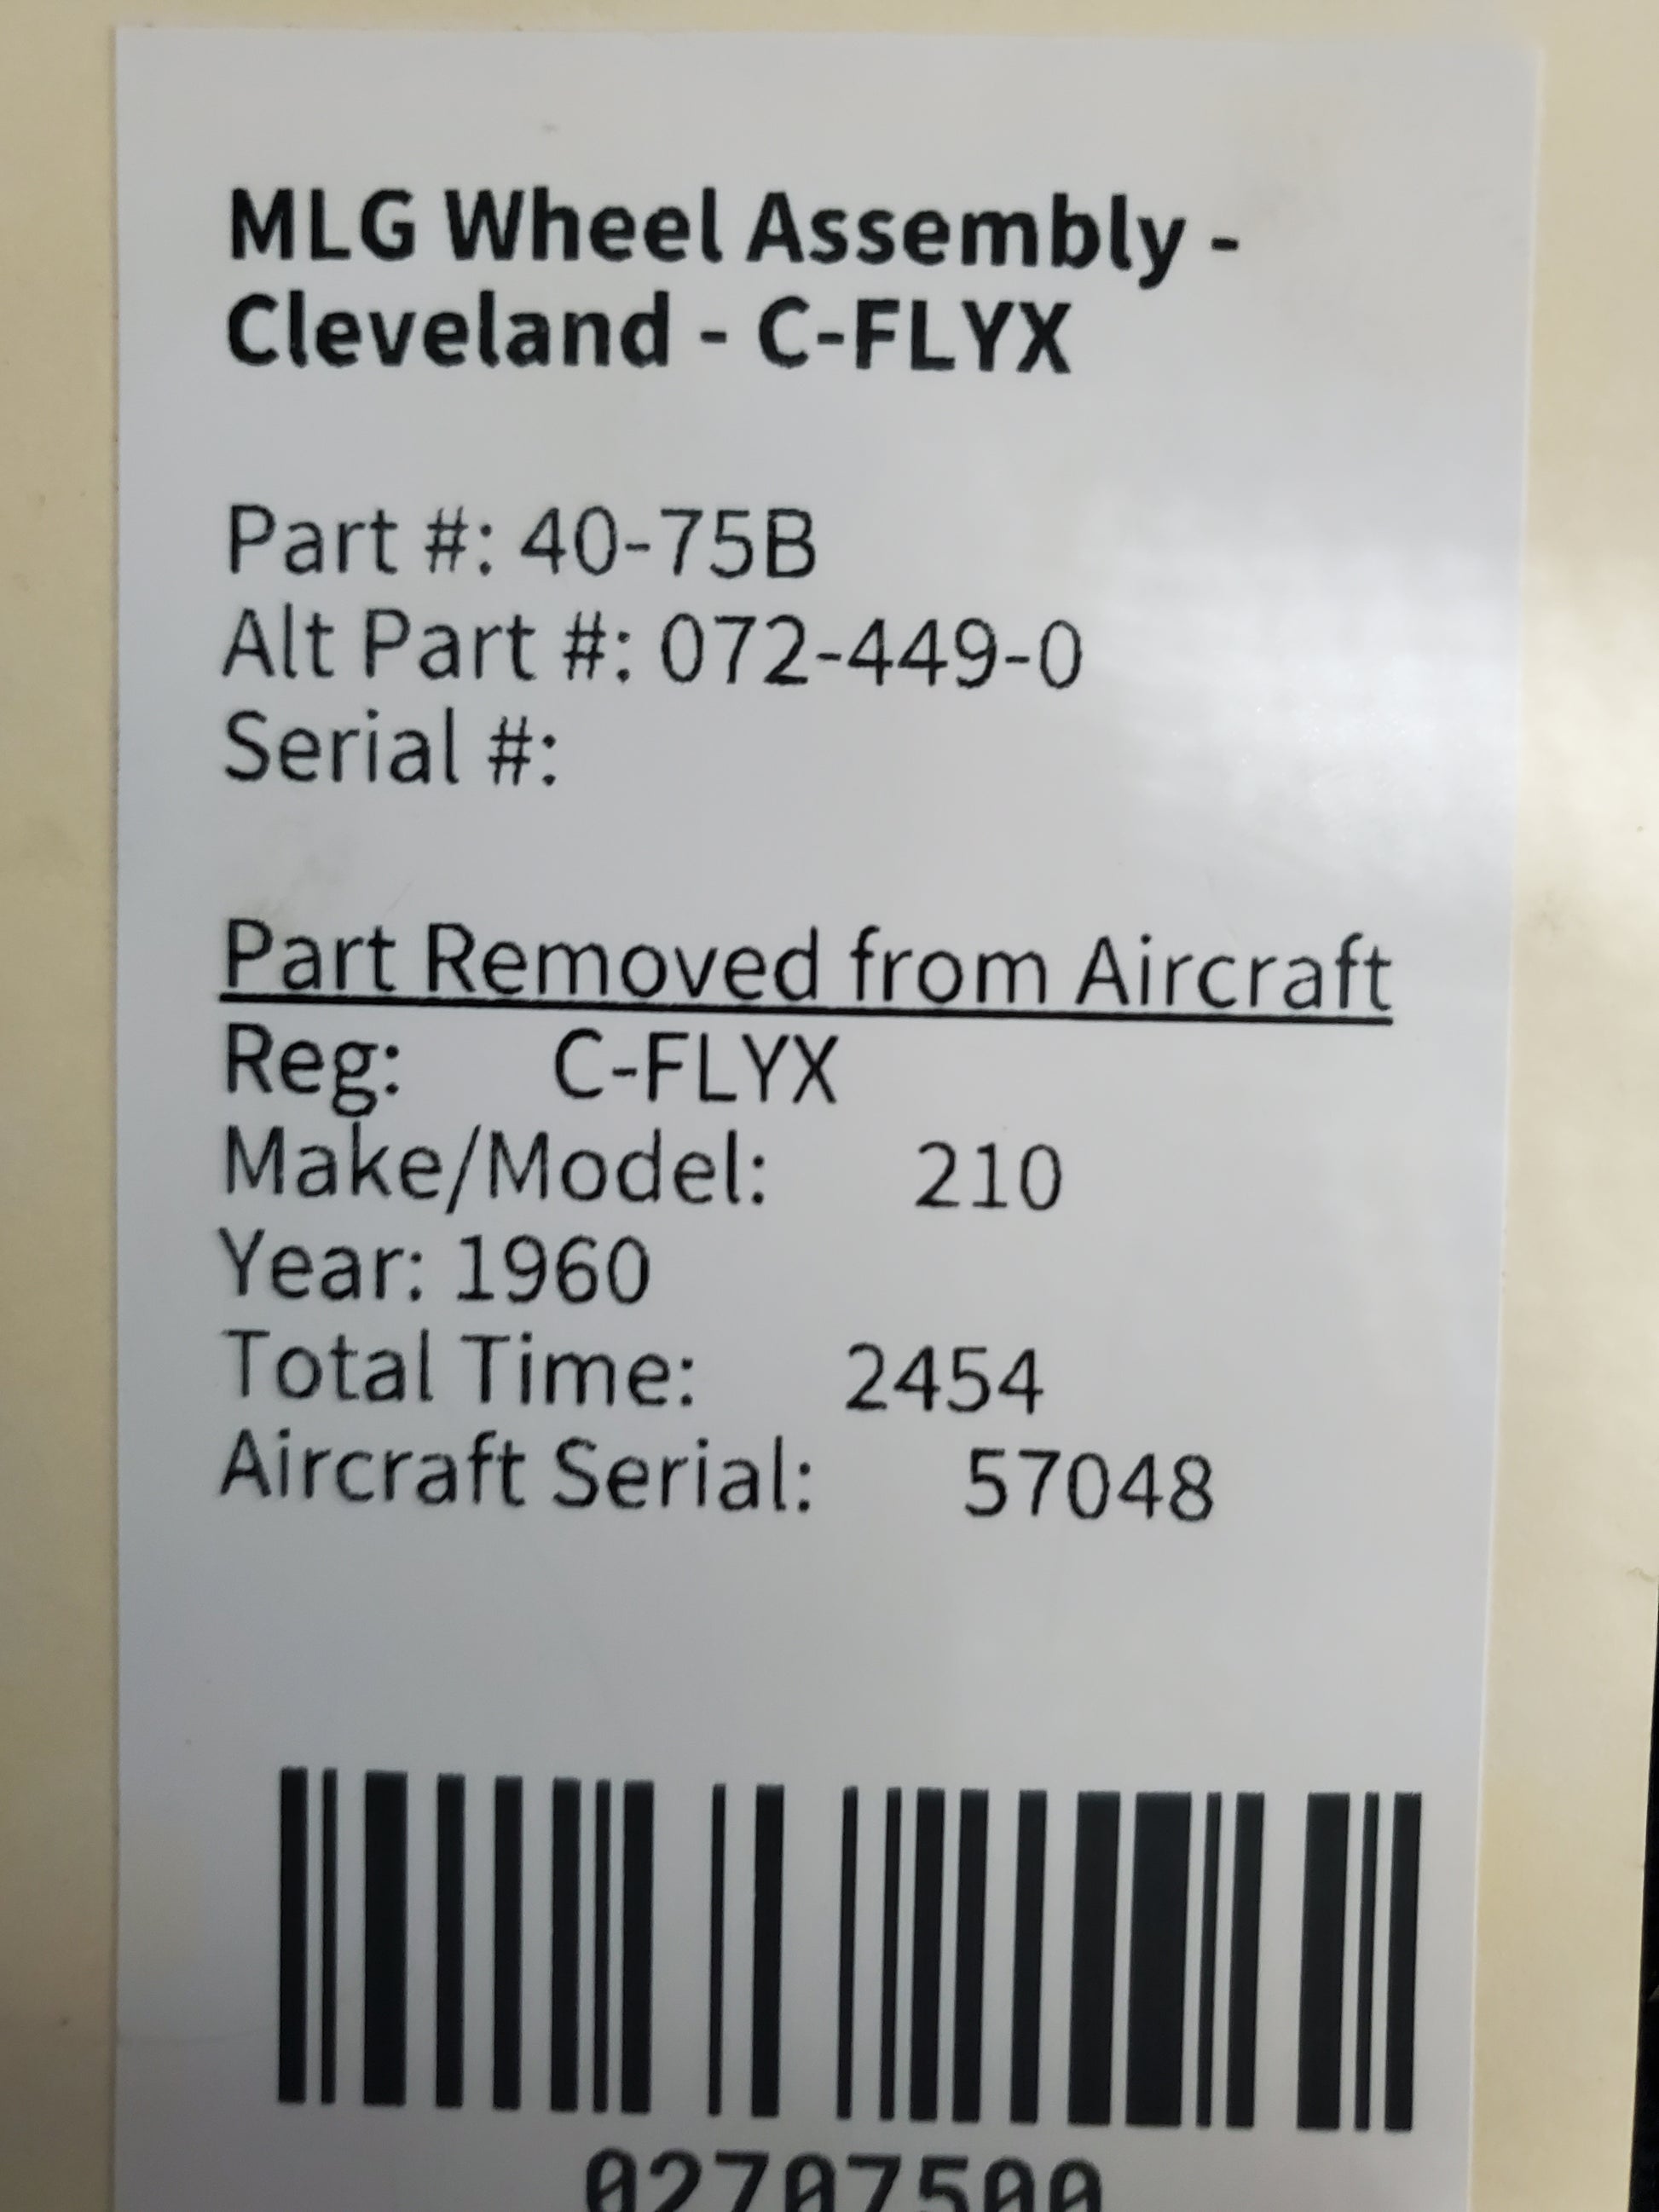 MLG Wheel Assembly -
Cleveland - C-FLYX
Part #: 40-75B
Alt Part #: 072-449-0
Serial #:
Part Removed from Aircraft
Reg: C-FLYX
Make/Model: 210
Year: 1960
Total Time: 2454
Aircraft Serial: 57048
02707500